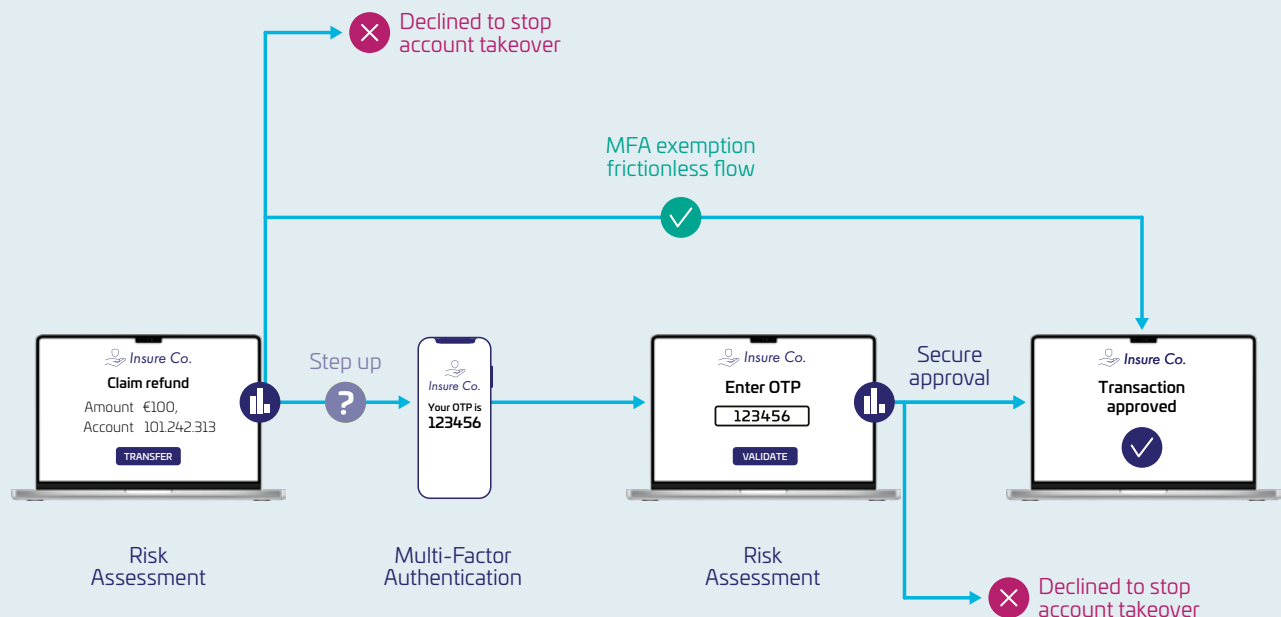 Declined to stop
account takeover
MFA exemption
frictionless flow
Insure Co.
Claim refund
Amount €100,
Account 101.242.313
TRANSFER
Step up
?
Insure Co.
Your OTP is
123456
Insure Co.
Enter OTP
123456
VALIDATE
Secure
approval
Insure Co.
Transaction
approved
Risk
Assessment
Multi-Factor
Authentication
Risk
Assessment
Declined to stop
account takeover